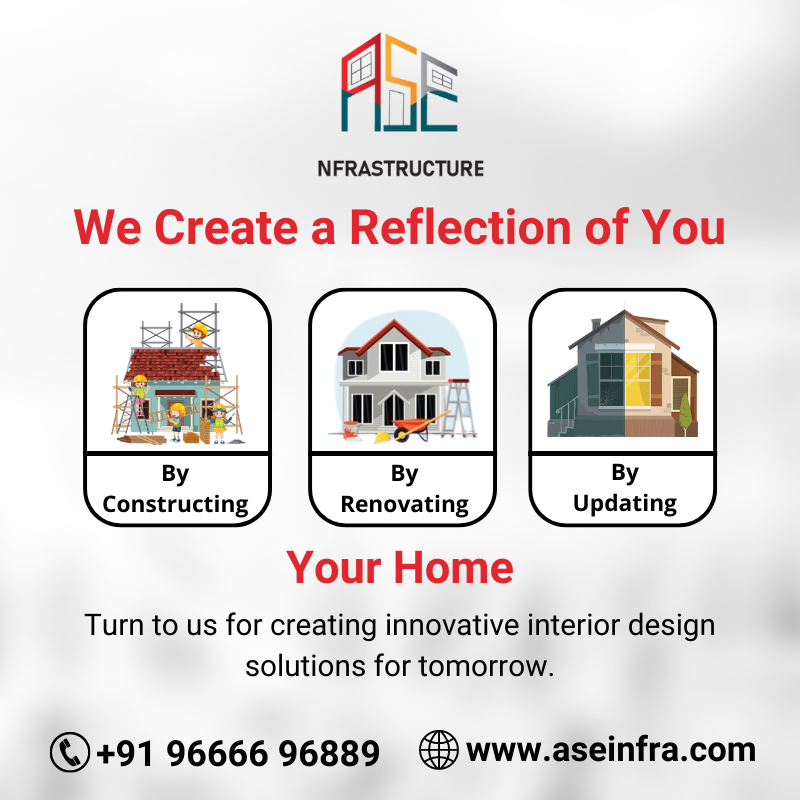 ASE
NFRASTRUCTURE
We Create a Reflection of You
By
Constructing
By
Renovating
By
Updating
Your Home
Turn to us for creating innovative interior design
solutions for tomorrow.
+91 96666 96889
www.aseinfra.com